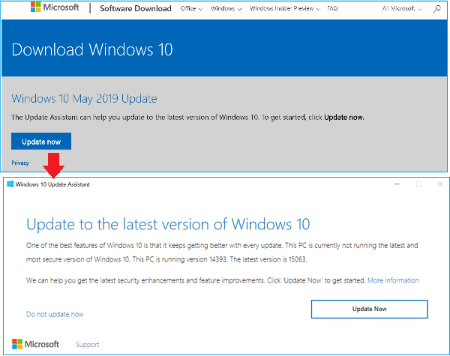 Microsoft Software Download Office Windows Windows Insider Preview FAQ All Microsoft
Download Windows 10
Windows 10 May 2019 Update
The Update Assistant can help you update to the latest version of Windows 10. To get started, click Update now.
Update now
Privacy
Windows 10 Update Assistant
Update to the latest version of Windows 10
One of the best features of Windows 10 is that it keeps getting better with every update. This PC is currently not running the latest and
most secure version of Windows 10. This PC is running version 14393. The latest version is 15063.
We can help you get the latest security enhancements and feature improvements. Click 'Update Now' to get started. More Information
Update Now
Do not update now
Microsoft Support